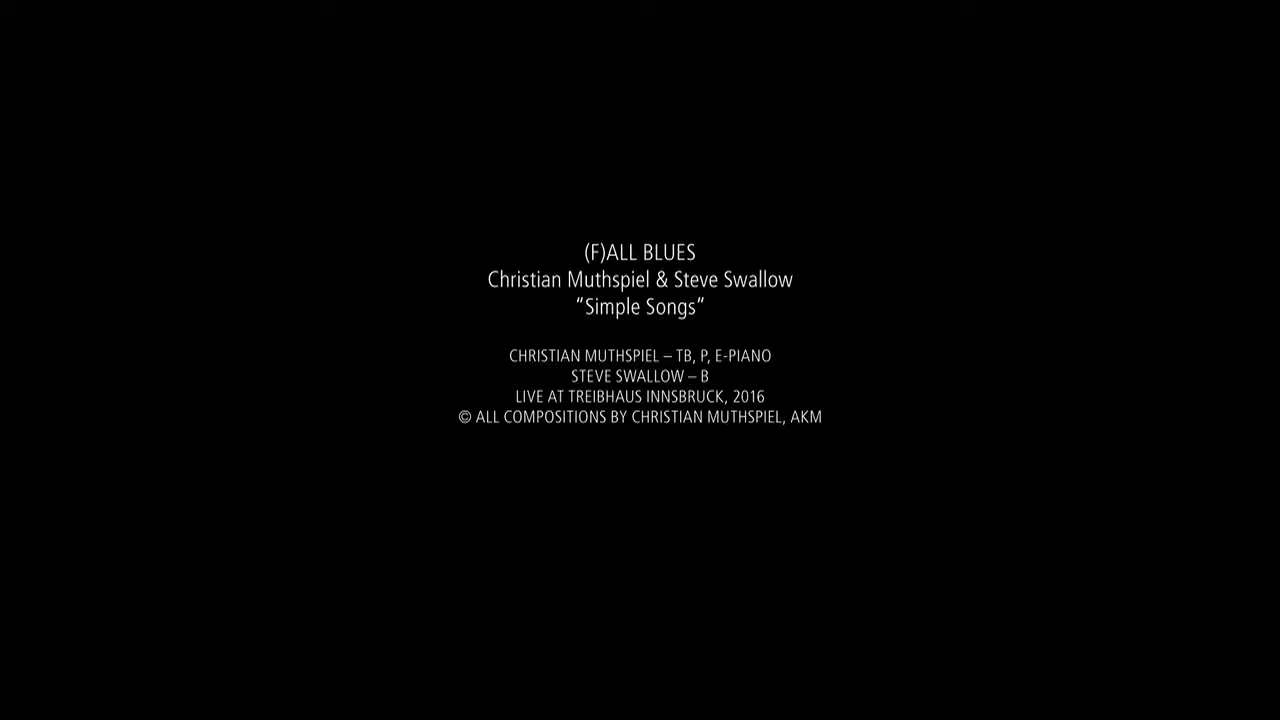 (F)ALL BLUES
Christian Muthspiel & Steve Swallow
“Simple Songs“
CHRISTIAN MUTHSPIEL – TB, P, E-PIANO
STEVE SWALLOW – B
LIVE AT TREIBHAUS INNSBRUCK, 2016
© ALL COMPOSITIONS BY CHRISTIAN MUTHSPIEL, AKM